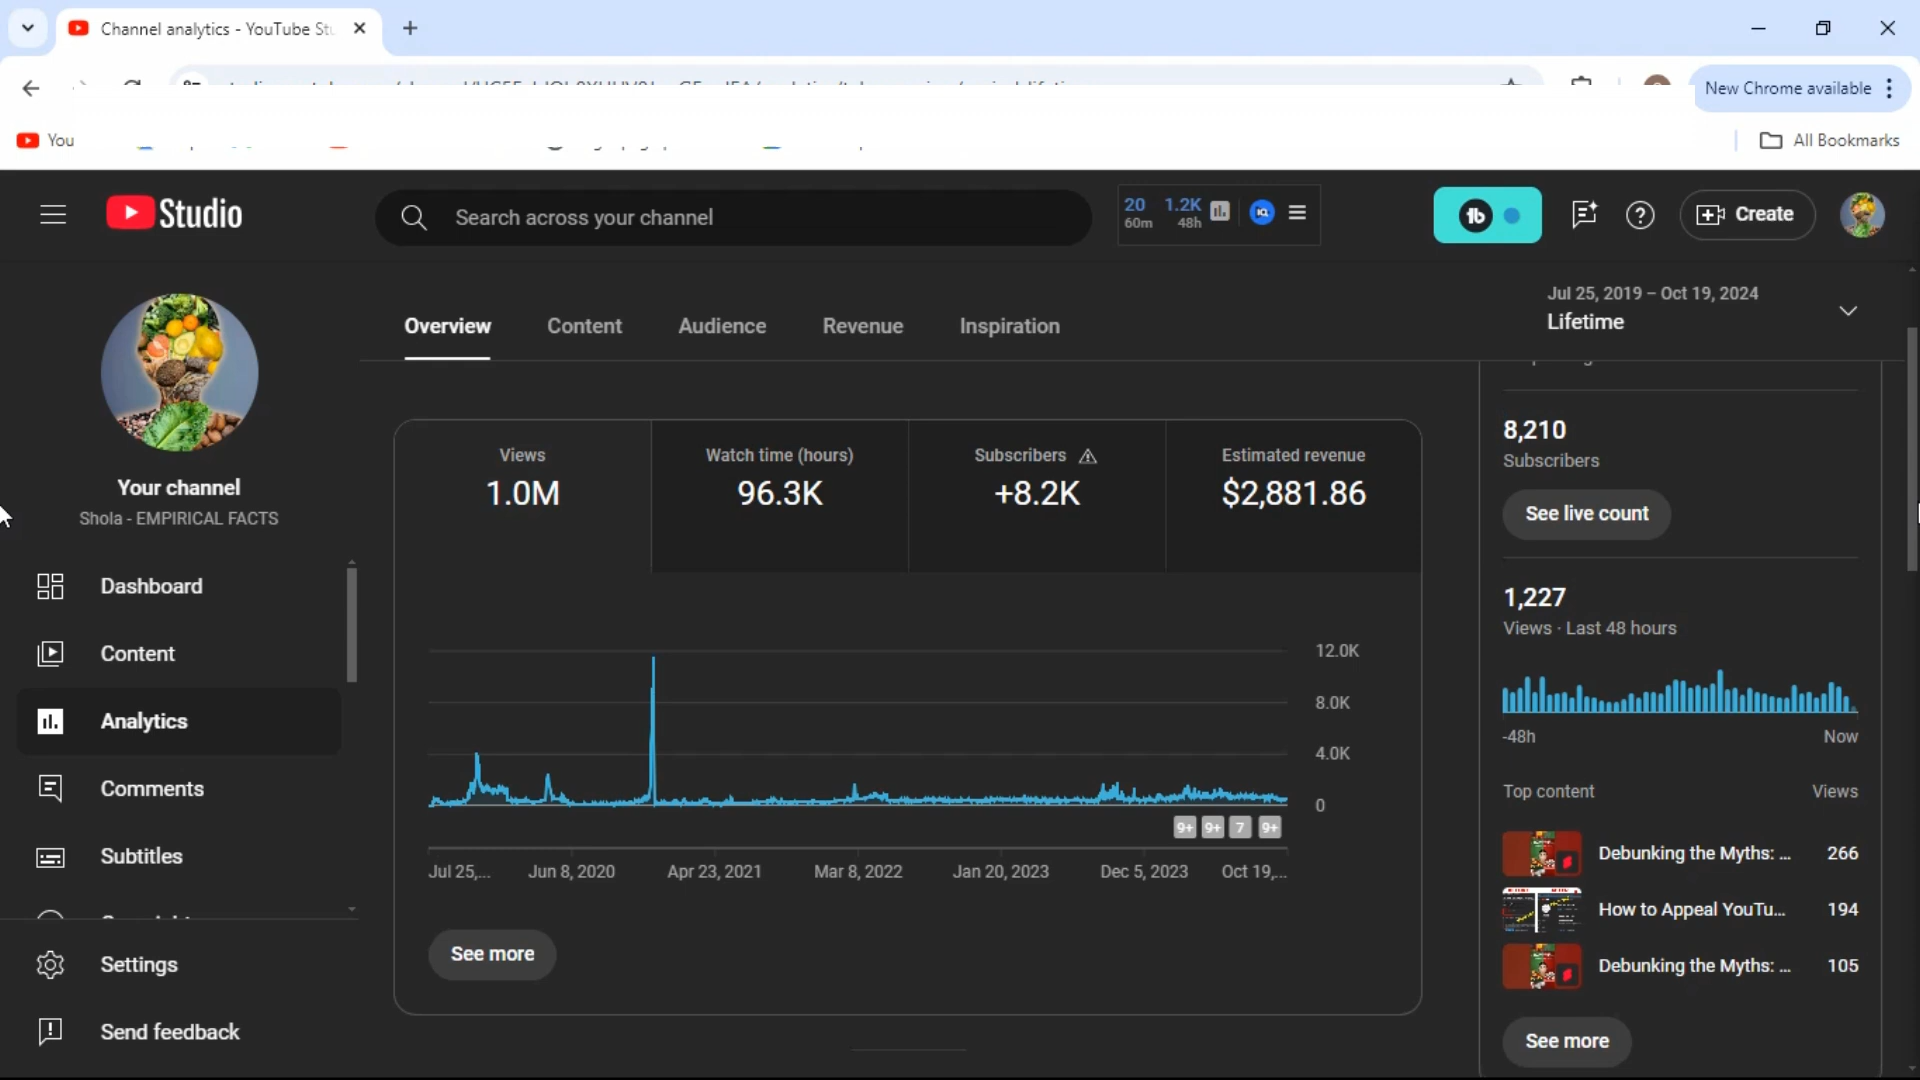 Channel analytics - YouTube Stu
New Chrome available
You
All Bookmarks
Studio
Search across your channel
20 60m
1.2K 48h
IQ
tb
Create
Your channel
Shola - EMPIRICAL FACTS
Dashboard
Content
Analytics
Comments
Subtitles
Settings
Send feedback
Overview
Content
Audience
Revenue
Inspiration
Jul 25, 2019 – Oct 19, 2024
Lifetime
Views
1.0M
Watch time (hours)
96.3K
Subscribers
+8.2K
Estimated revenue
$2,881.86
12.0K
8.0K
4.0K
0
9+ 9+ 7 9+
Jul 25,... Jun 8, 2020 Apr 23, 2021 Mar 8, 2022 Jan 20, 2023 Dec 5, 2023 Oct 19,...
See more
8,210
Subscribers
See live count
1,227
Views · Last 48 hours
-48h Now
Top content Views
Debunking the Myths: ... 266
How to Appeal YouTu... 194
Debunking the Myths: ... 105
See more